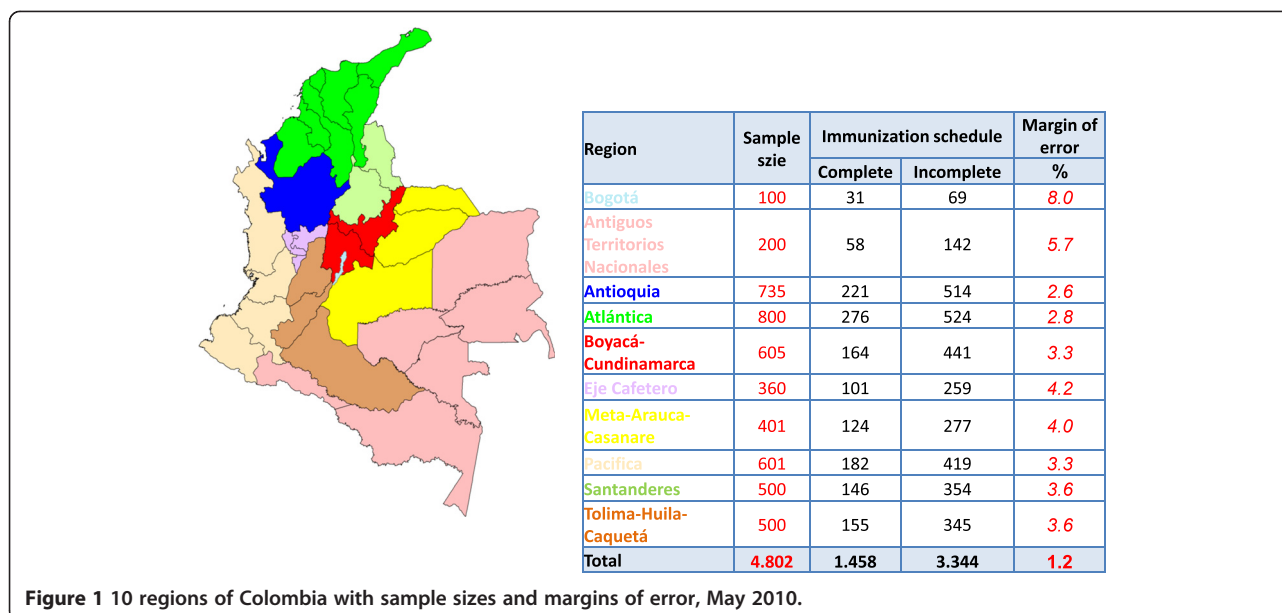 Region Sample szie Immunization schedule Margin of error
Complete Incomplete %
Bogotá 100 31 69 8.0
Antiguos Territorios Nacionales 200 58 142 5.7
Antioquia 735 221 514 2.6
Atlántica 800 276 524 2.8
Boyacá-Cundinamarca 605 164 441 3.3
Eje Cafetero 360 101 259 4.2
Meta-Arauca-Casanare 401 124 277 4.0
Pacifica 601 182 419 3.3
Santanderes 500 146 354 3.6
Tolima-Huila-Caquetá 500 155 345 3.6
Total 4.802 1.458 3.344 1.2
Figure 1 10 regions of Colombia with sample sizes and margins of error, May 2010.